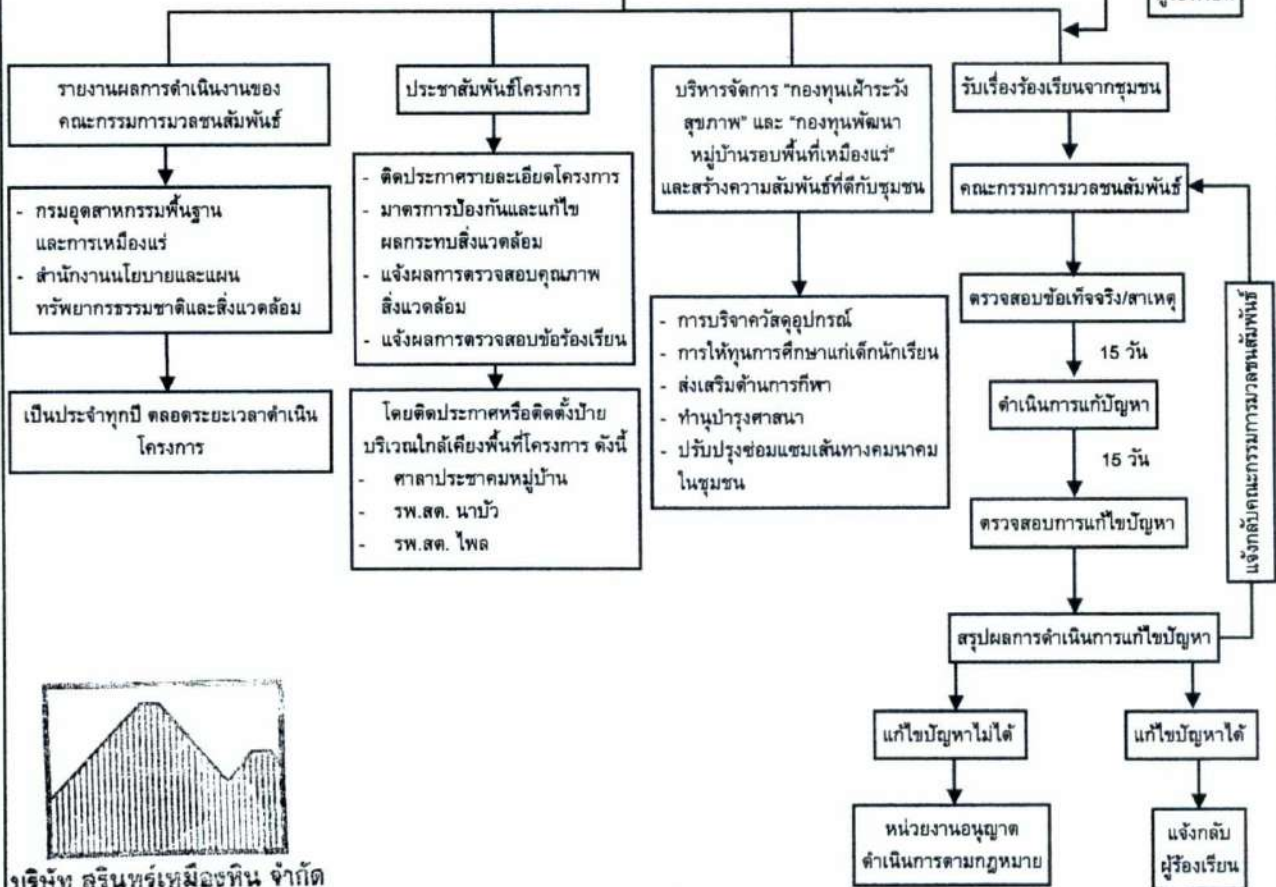 รายงานผลการดำเนินงานของ
คณะกรรมการมวลชนสัมพันธ์
- กรมอุตสาหกรรมพื้นฐาน
และการเหมืองแร่
- สำนักงานนโยบายและแผน
ทรัพยากรธรรมชาติและสิ่งแวดล้อม
เป็นประจำทุกปี ตลอดระยะเวลาดำเนิน
โครงการ
ประชาสัมพันธ์โครงการ
- ติดประกาศรายละเอียดโครงการ
- มาตรการป้องกันและแก้ไข
ผลกระทบสิ่งแวดล้อม
- แจ้งผลการตรวจสอบคุณภาพ
สิ่งแวดล้อม
- แจ้งผลการตรวจสอบข้อร้องเรียน
โดยติดประกาศหรือติดตั้งป้าย
บริเวณใกล้เคียงพื้นที่โครงการ ดังนี้
- ศาลาประชาคมหมู่บ้าน
- รพ.สต. นาบัว
- รพ.สต. ไพล
บริหารจัดการ "กองทุนเฝ้าระวัง
สุขภาพ" และ "กองทุนพัฒนา
หมู่บ้านรอบพื้นที่เหมืองแร่"
และสร้างความสัมพันธ์ที่ดีกับชุมชน
- การบริจาควัสดุอุปกรณ์
- การให้ทุนการศึกษาแก่เด็กนักเรียน
- ส่งเสริมด้านการกีฬา
- ทำนุบำรุงศาสนา
- ปรับปรุงซ่อมแซมเส้นทางคมนาคม
ในชุมชน
รับเรื่องร้องเรียนจากชุมชน
คณะกรรมการมวลชนสัมพันธ์
ตรวจสอบข้อเท็จจริง/สาเหตุ
15 วัน
ดำเนินการแก้ปัญหา
15 วัน
ตรวจสอบการแก้ไขปัญหา
สรุปผลการดำเนินการแก้ไขปัญหา
แจ้งกลับคณะกรรมการมวลชนสัมพันธ์
แก้ไขปัญหาไม่ได้
แก้ไขปัญหาได้
หน่วยงานอนุญาต
ดำเนินการตามกฎหมาย
แจ้งกลับ
ผู้ร้องเรียน
บริษัท สุรินทร์เหมืองหิน จำกัด